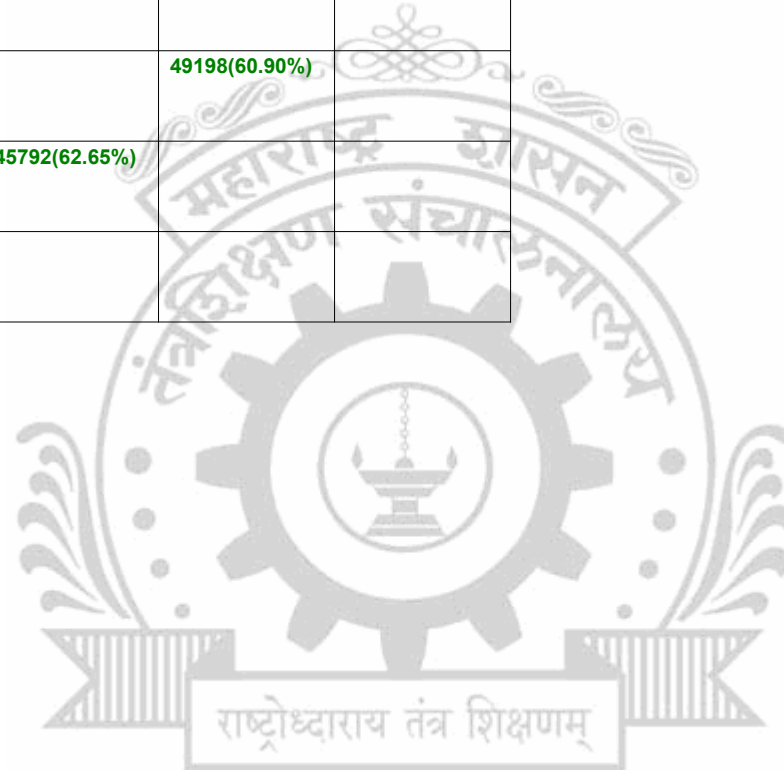 49198(60.90%)
45792(62.65%)
महाराष्ट्र शासन
तंत्रशिक्षण संचालनालय
राष्ट्रोध्दाराय तंत्र शिक्षणम्